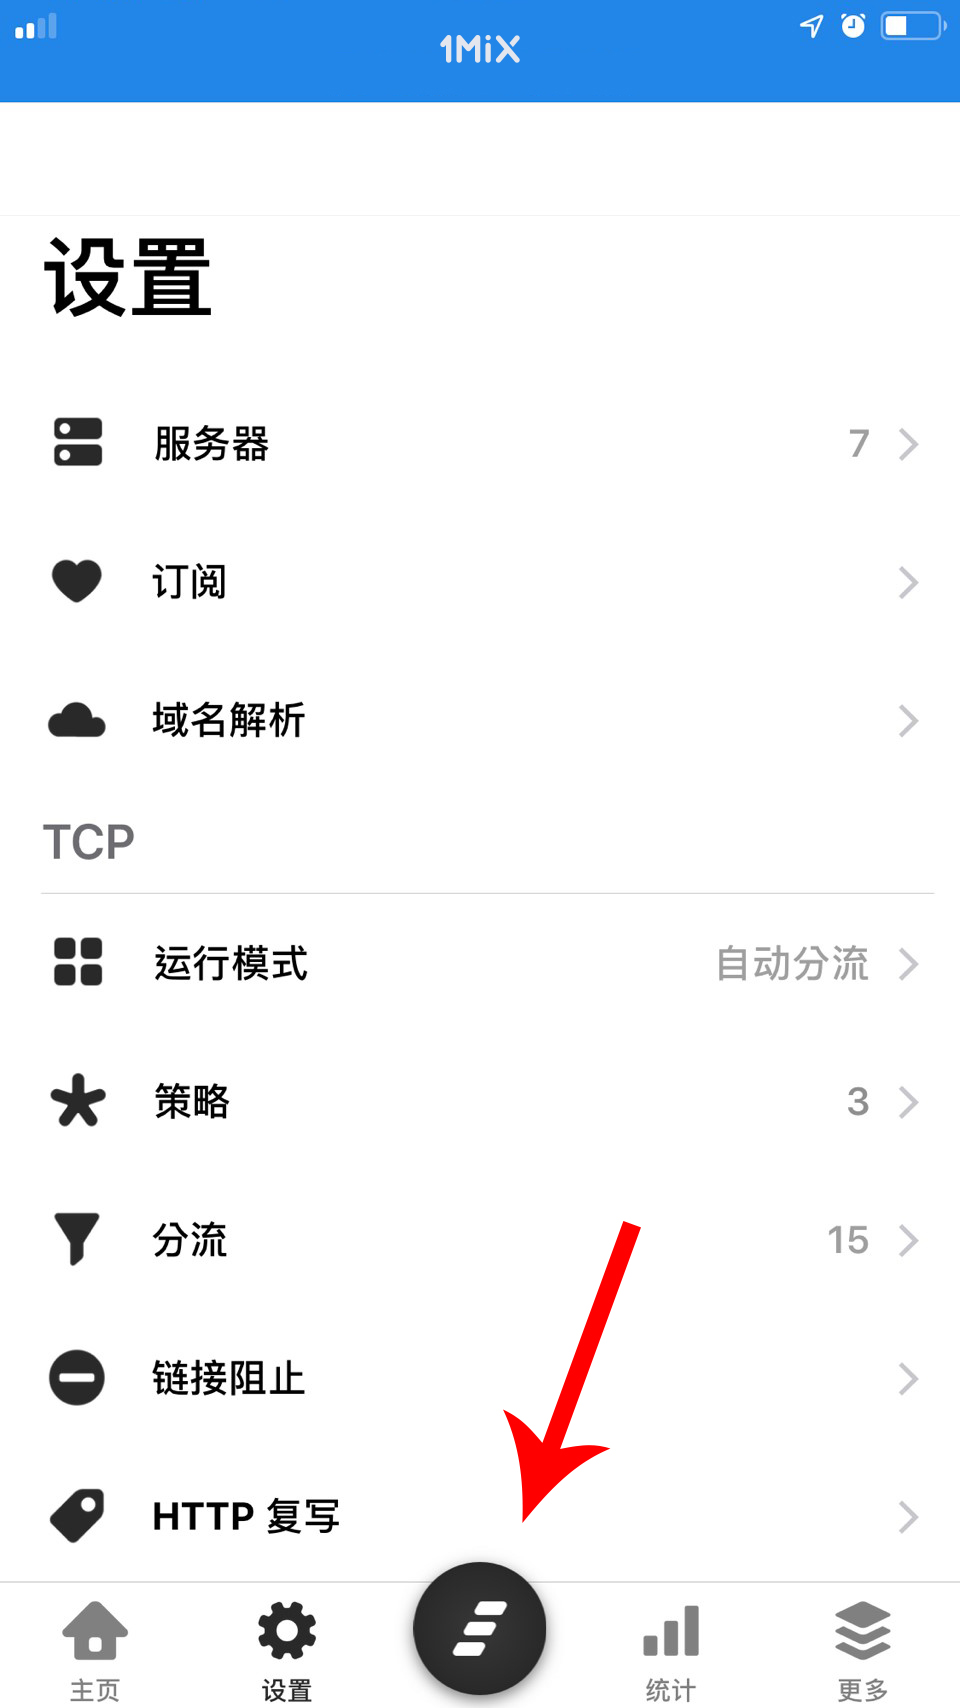 1MiX
设置
服务器 7
订阅
域名解析
TCP
运行模式 自动分流
策略 3
分流 15
链接阻止
HTTP 复写
主页 设置 统计 更多